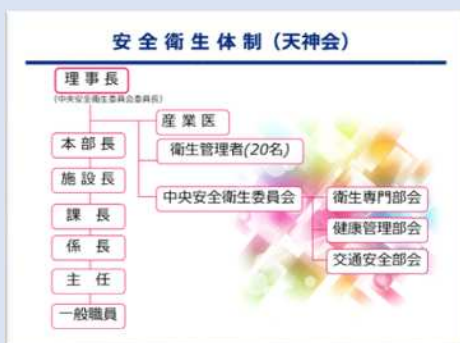 安全衛生体制（天神会）
理事長
(中央安全衛生委員会委員長)
産業医
本部長
衛生管理者(20名)
施設長
中央安全衛生委員会
衛生専門部会
課　長
健康管理部会
係　長
交通安全部会
主　任
一般職員